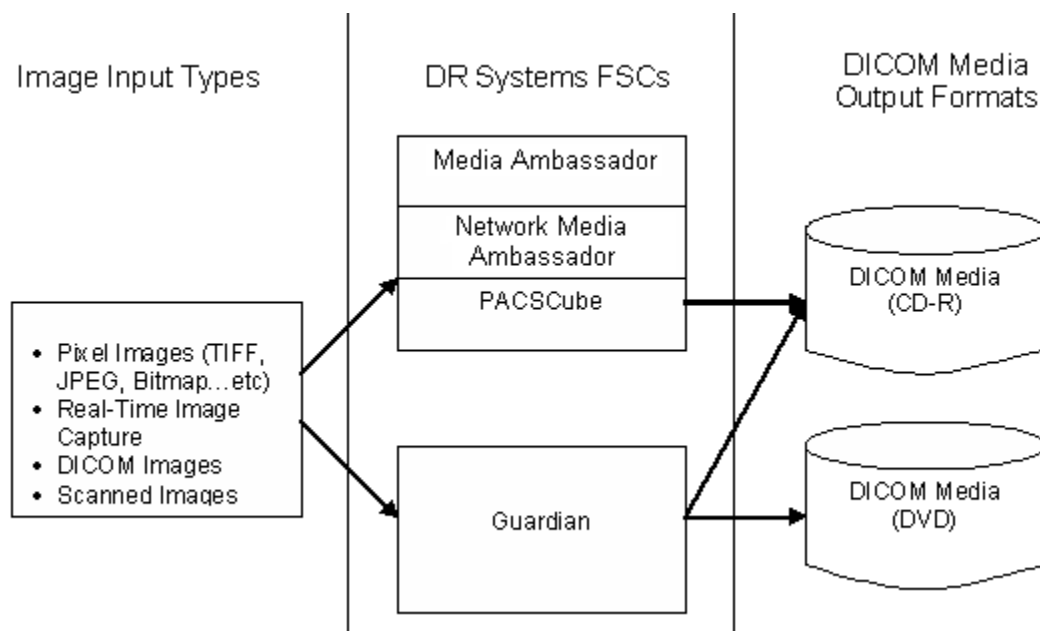 Image Input Types
DR Systems FSCs
DICOM Media
Output Formats
Media Ambassador
Network Media
Ambassador
PACSCube
• Pixel Images (TIFF,
JPEG, Bitmap...etc)
• Real-Time Image
Capture
• DICOM Images
• Scanned Images
Guardian
DICOM Media
(CD-R)
DICOM Media
(DVD)